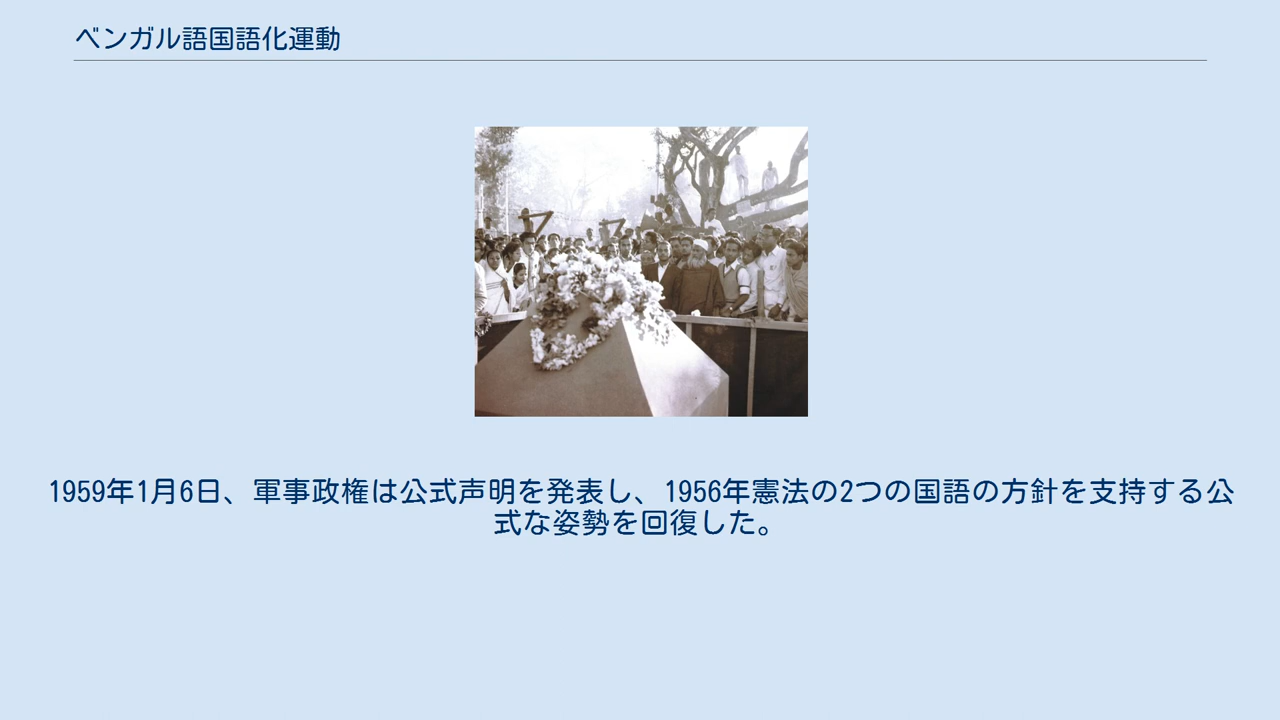 ベンガル語国語化運動
1959年1月6日、軍事政権は公式声明を発表し、1956年憲法の2つの国語の方針を支持する公
式な姿勢を回復した。